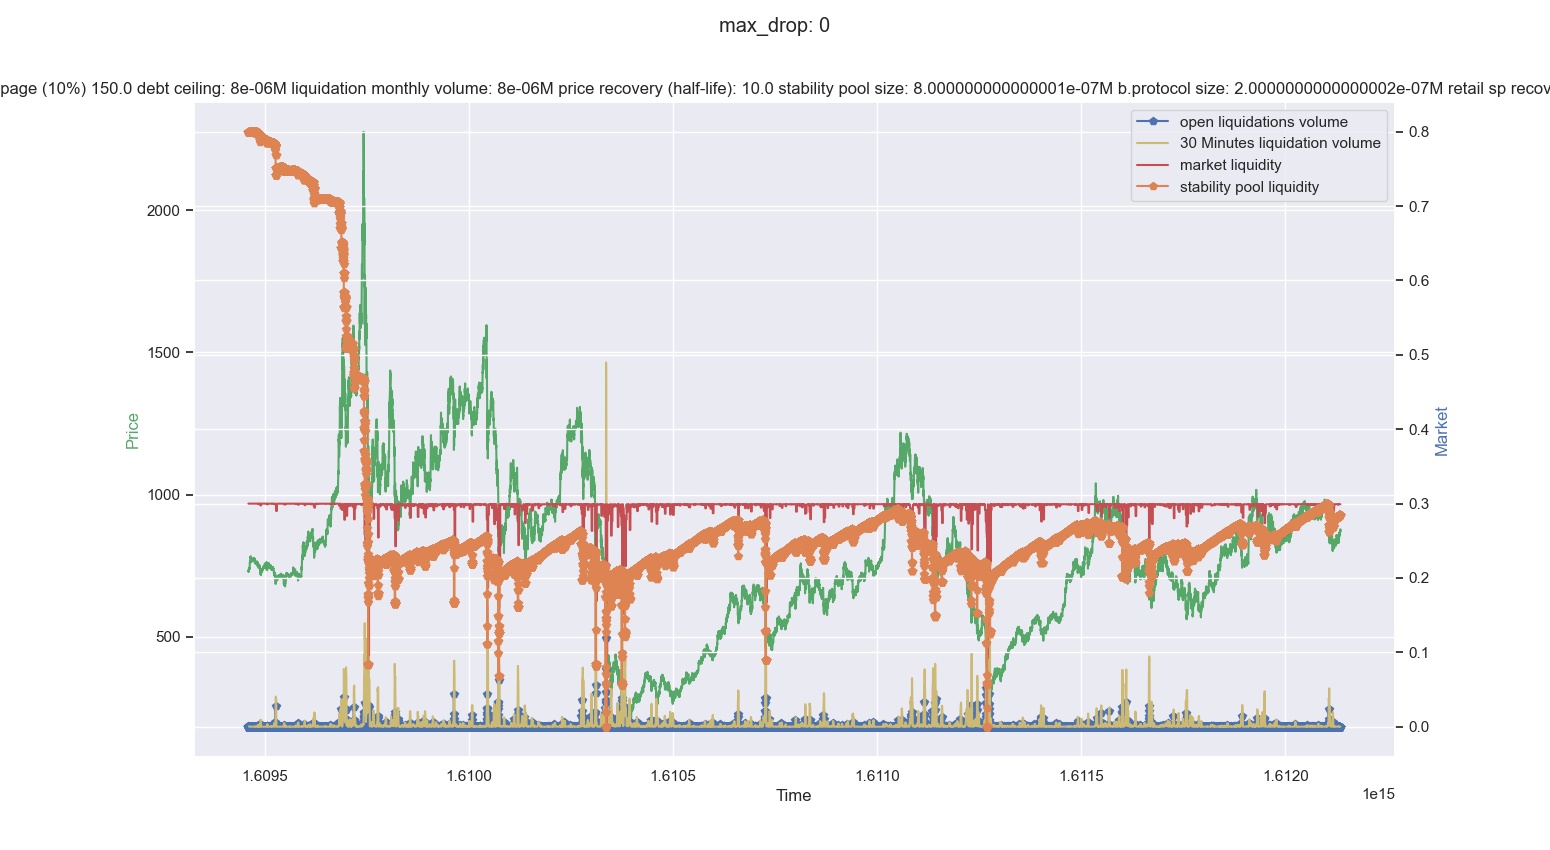 max_drop: 0
page (10%) 150.0 debt ceiling: 8e-06M liquidation monthly volume: 8e-06M price recovery (half-life): 10.0 stability pool size: 8.000000000000001e-07M b.protocol size: 2.0000000000000002e-07M retail sp recov
open liquidations volume
30 Minutes liquidation volume
market liquidity
stability pool liquidity
2000
1500
1000
500
Price
0.8
0.7
0.6
0.5
0.4
0.3
0.2
0.1
0.0
Market
1.6095 1.6100 1.6105 1.6110 1.6115 1.6120
Time
1e15